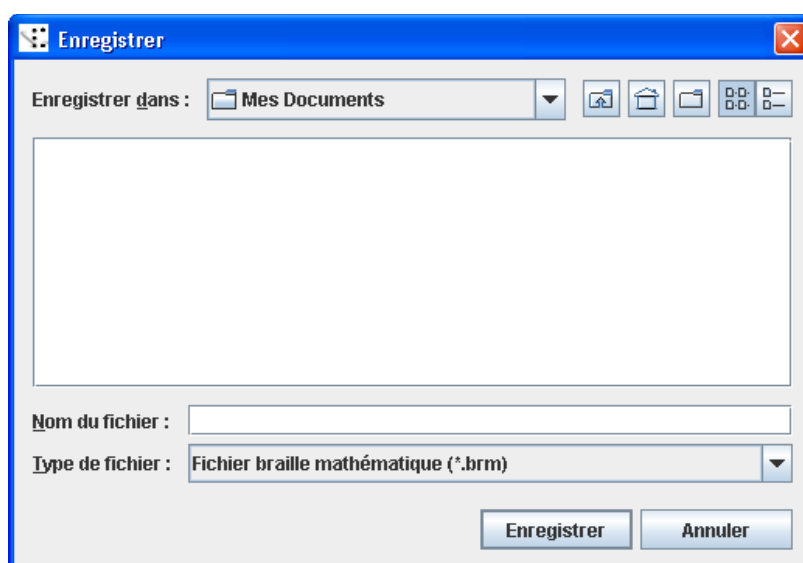 Enregistrer
Enregistrer dans : Mes Documents
Nom du fichier :
Type de fichier : Fichier braille mathématique (*.brm)
Enregistrer Annuler